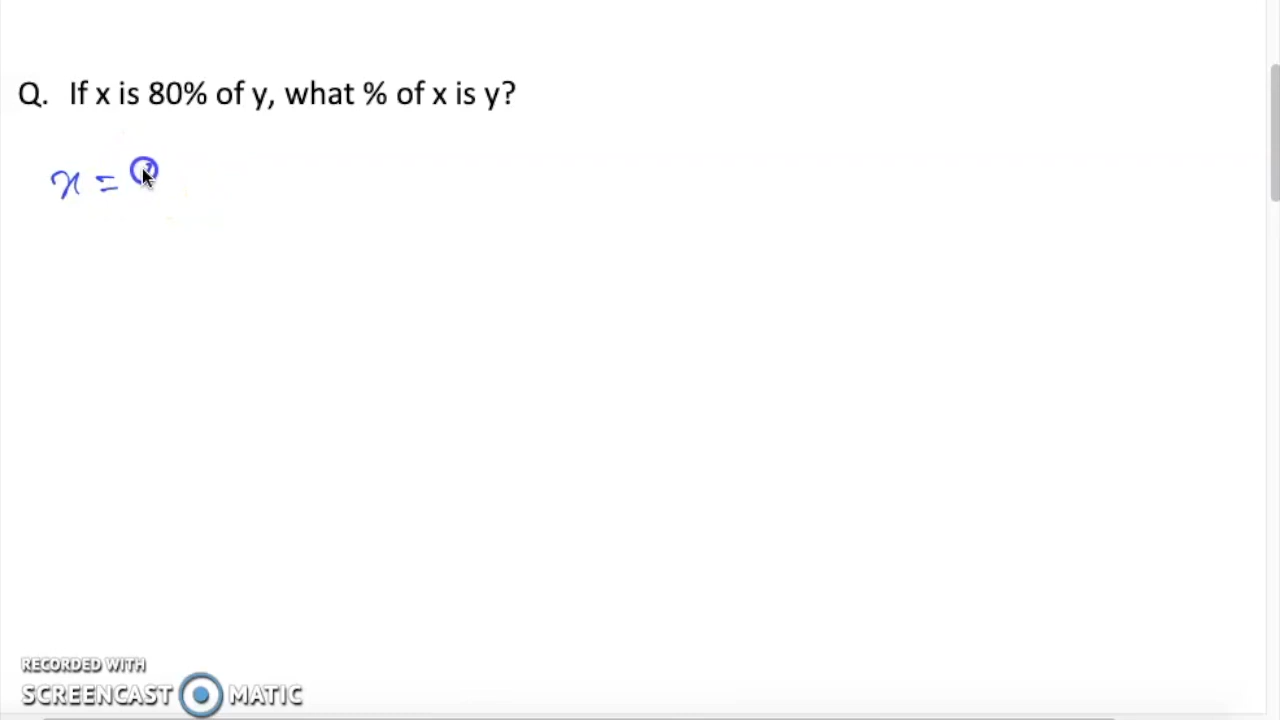 Q. If x is 80% of y, what % of x is y?
x =
RECORDED WITH
SCREENCAST MATIC